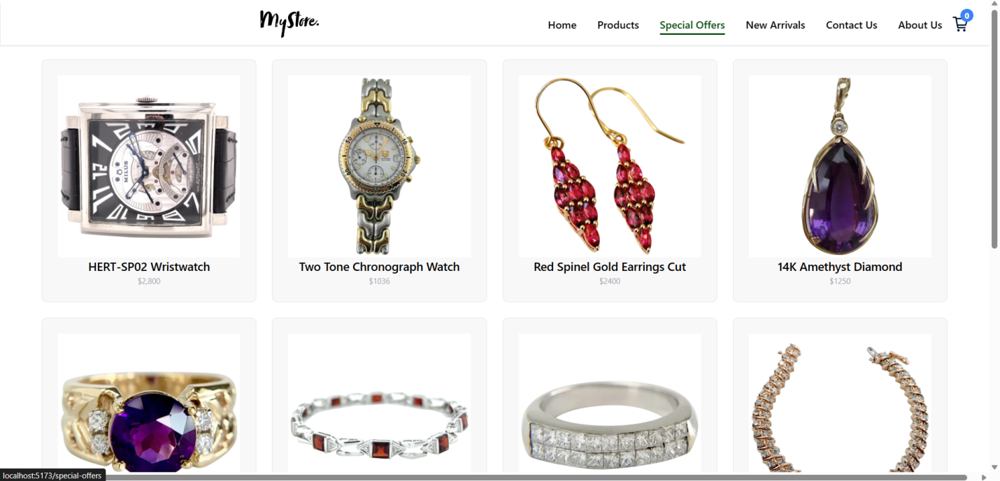 MyStore.
Home Products Special Offers New Arrivals Contact Us About Us 0
MILUS
HERT-SP02 Wristwatch
$2,800
Two Tone Chronograph Watch
$1036
Red Spinel Gold Earrings Cut
$2400
14K Amethyst Diamond
$1250
localhost:5173/special-offers